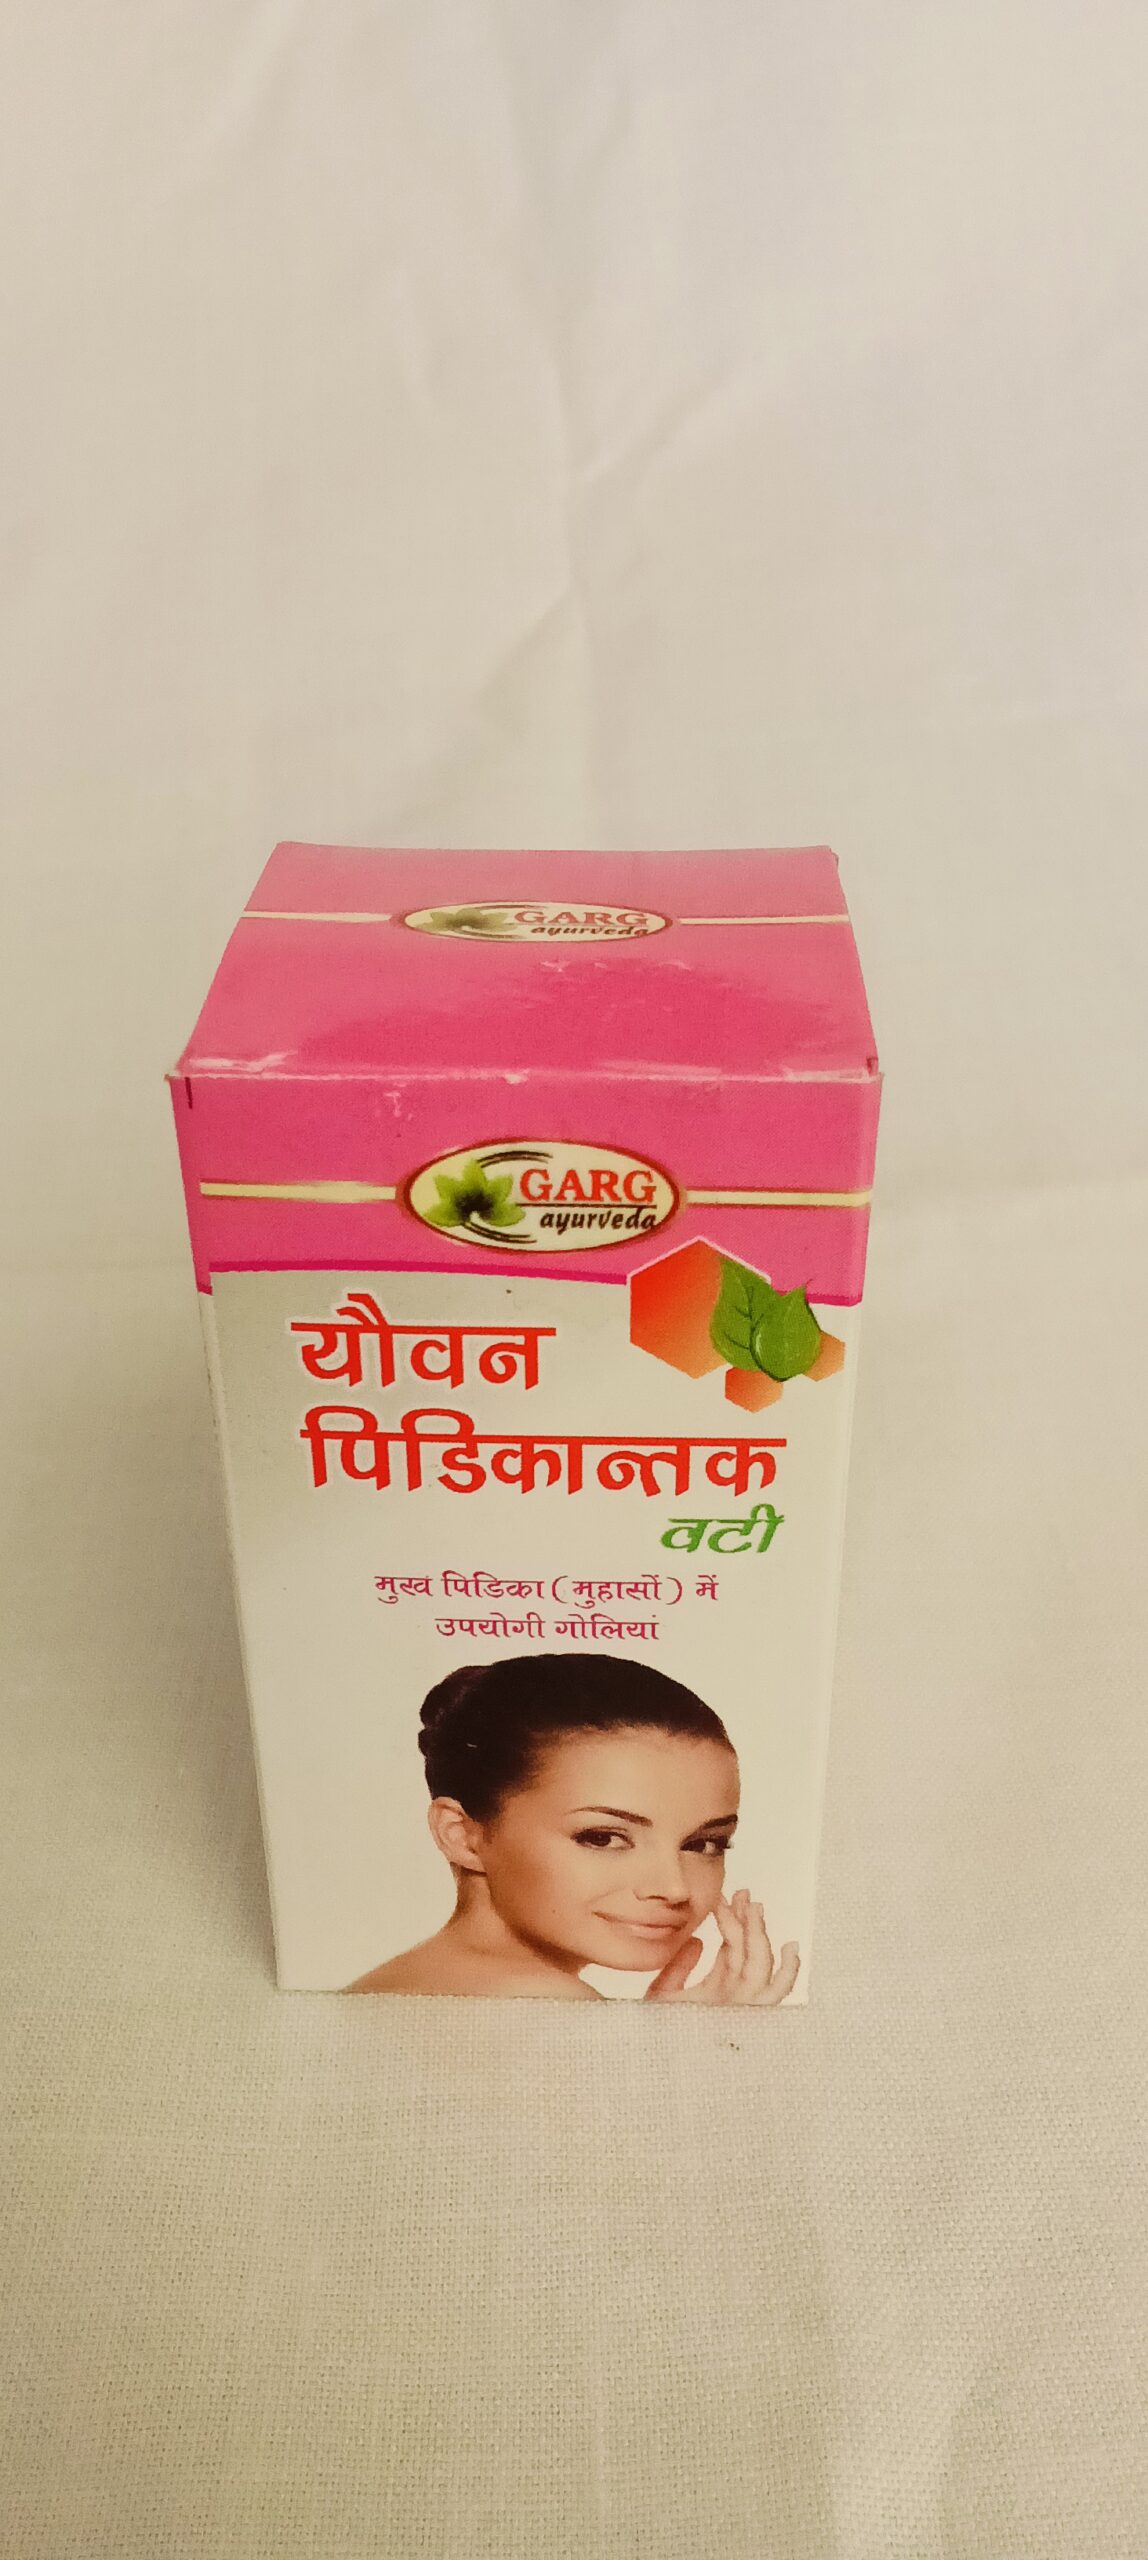 GARG
ayurveda
GARG
ayurveda
यौवन
पिडिकान्तक
वटी
मुख पिडिका (मुहासों) में
उपयोगी गोलियां